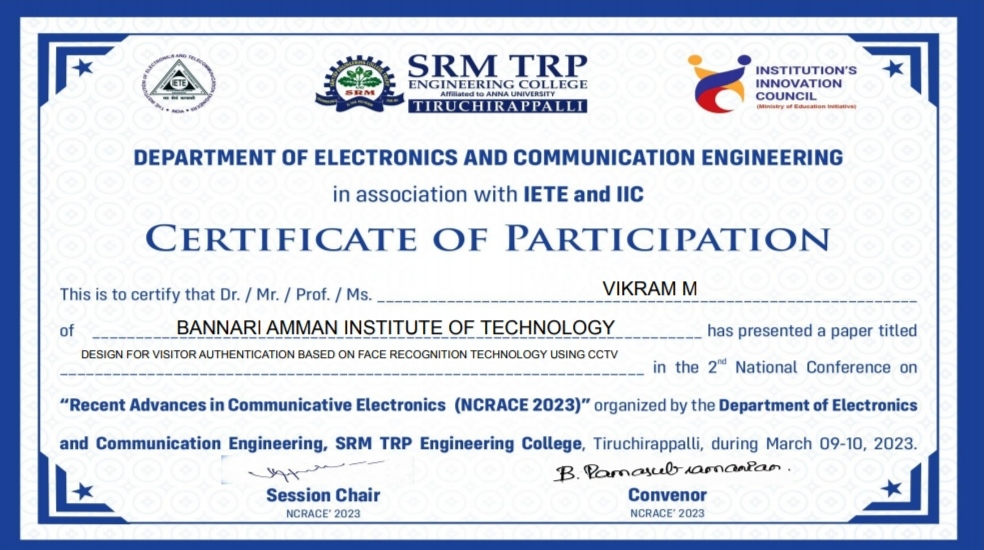 IETE
SRM
SRM TRP
ENGINEERING COLLEGE
Affiliated to ANNA UNIVERSITY
TIRUCHIRAPPALLI
INSTITUTION'S
INNOVATION
COUNCIL
(Ministry of Education Initiative)
DEPARTMENT OF ELECTRONICS AND COMMUNICATION ENGINEERING
in association with IETE and IIC
CERTIFICATE OF PARTICIPATION
This is to certify that Dr. / Mr. / Prof. / Ms. VIKRAM M
of BANNARI AMMAN INSTITUTE OF TECHNOLOGY has presented a paper titled
DESIGN FOR VISITOR AUTHENTICATION BASED ON FACE RECOGNITION TECHNOLOGY USING CCTV
in the 2nd National Conference on
“Recent Advances in Communicative Electronics (NCRACE 2023)” organized by the Department of Electronics
and Communication Engineering, SRM TRP Engineering College, Tiruchirappalli, during March 09-10, 2023.
B. Ramasubramanian.
Session Chair
NCRACE' 2023
Convenor
NCRACE' 2023